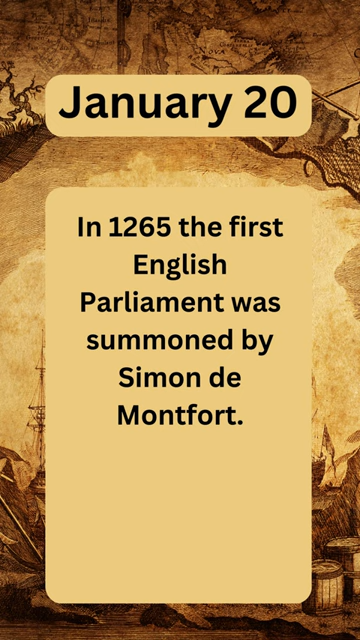 January 20
In 1265 the first
English
Parliament was
summoned by
Simon de
Montfort.